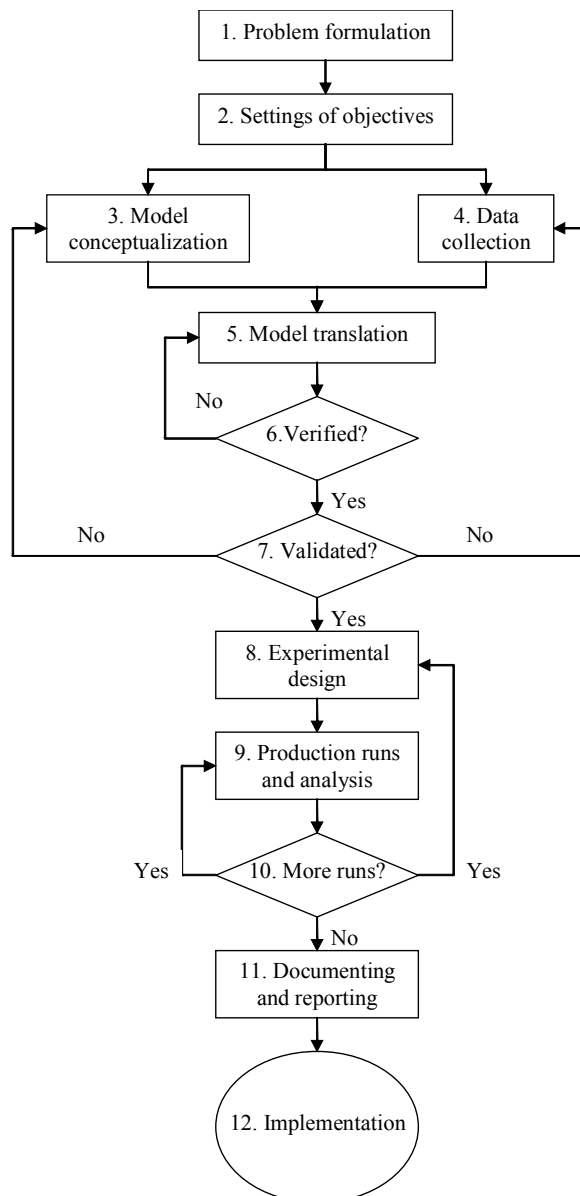 1. Problem formulation
2. Settings of objectives
3. Model
conceptualization
4. Data
collection
5. Model translation
No
6.Verified?
Yes
No
7. Validated?
No
Yes
8. Experimental
design
9. Production runs
and analysis
Yes
10. More runs?
Yes
No
11. Documenting
and reporting
12. Implementation